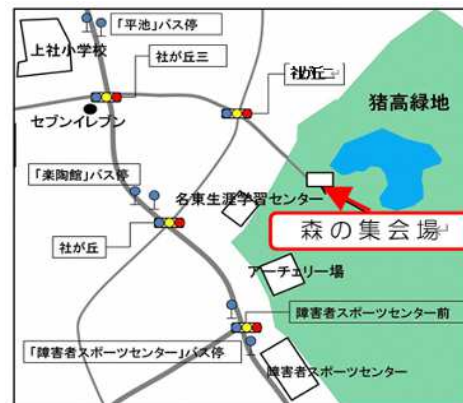 「平池」バス停
上社小学校
社が丘三
社が丘二
猪高緑地
セブンイレブン
「楽陶館」バス停
名東生涯学習センター
森の集会場
社が丘
アーチェリー場
障害者スポーツセンター前
「障害者スポーツセンター」バス停
障害者スポーツセンター